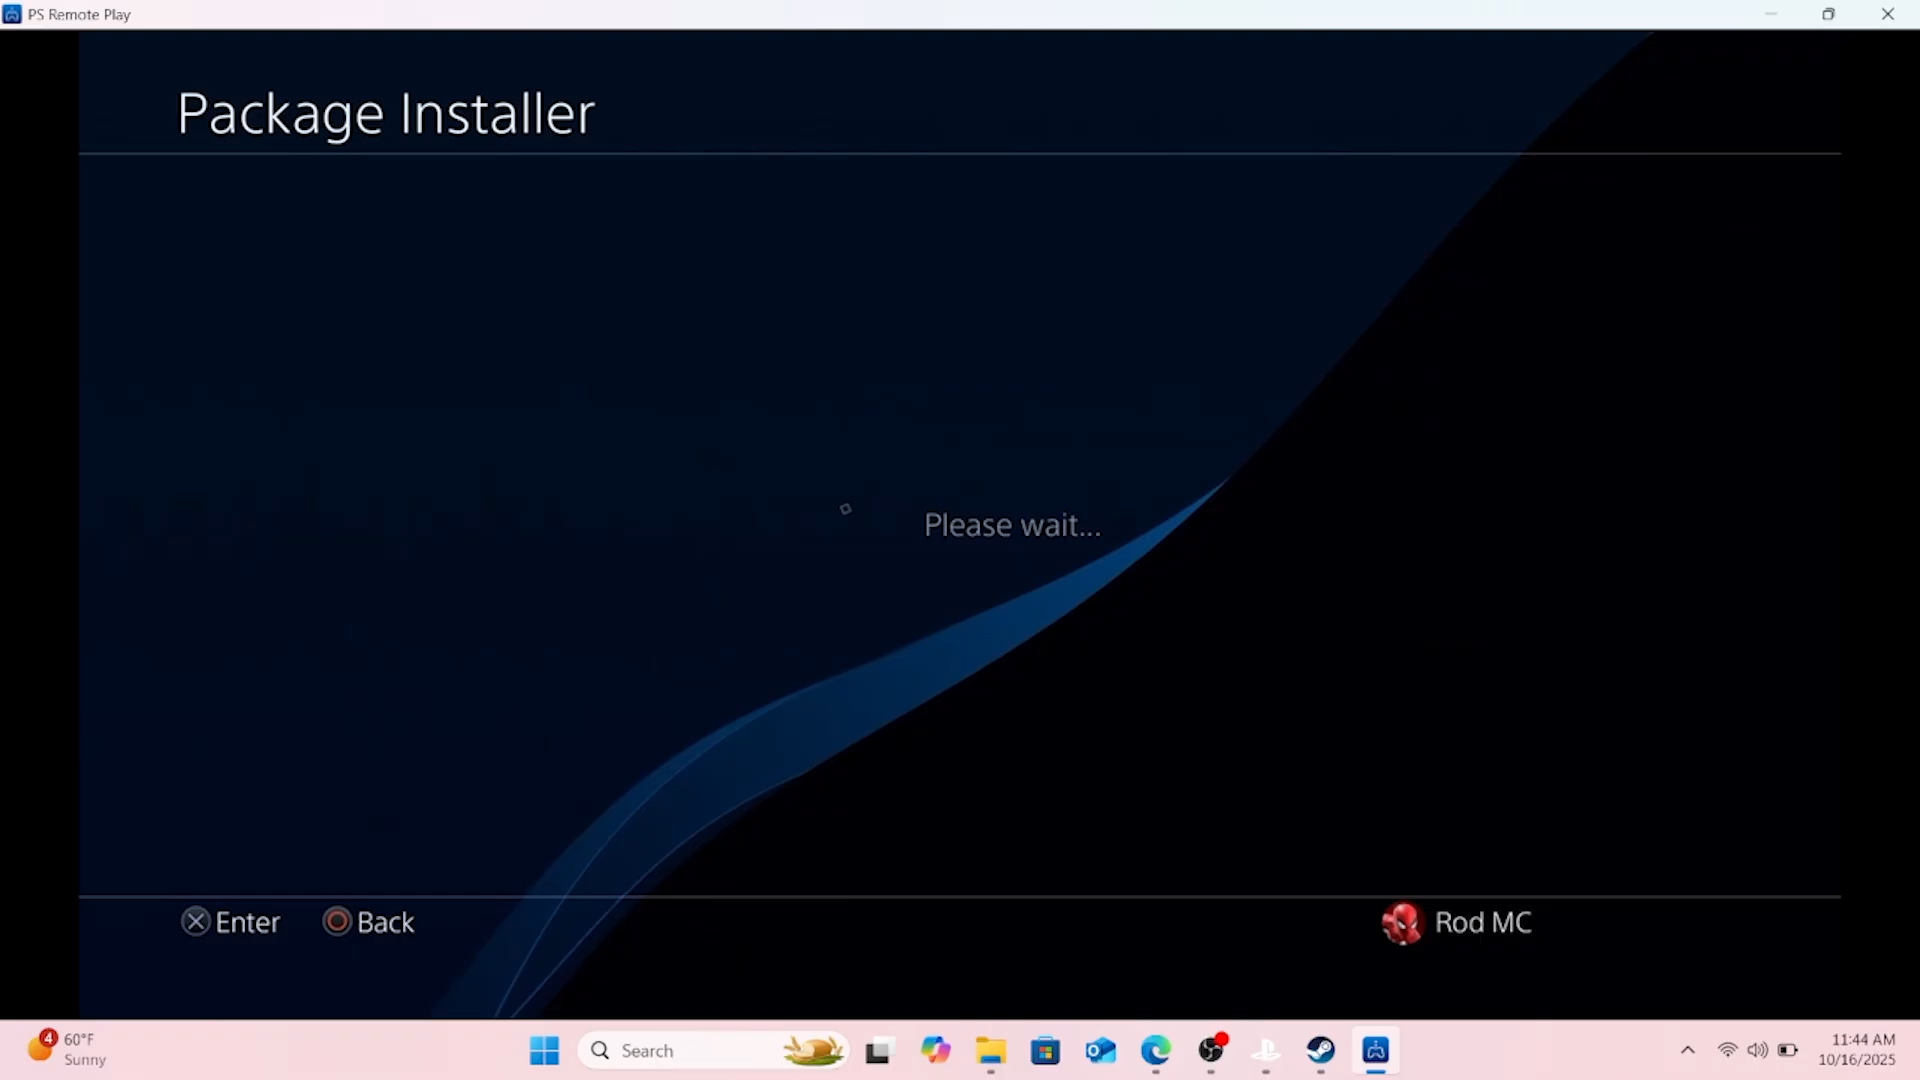 PS Remote Play
Package Installer
Please wait...
Enter
Back
Rod MC
4
60°F
Sunny
Search
11:44 AM
10/16/2025